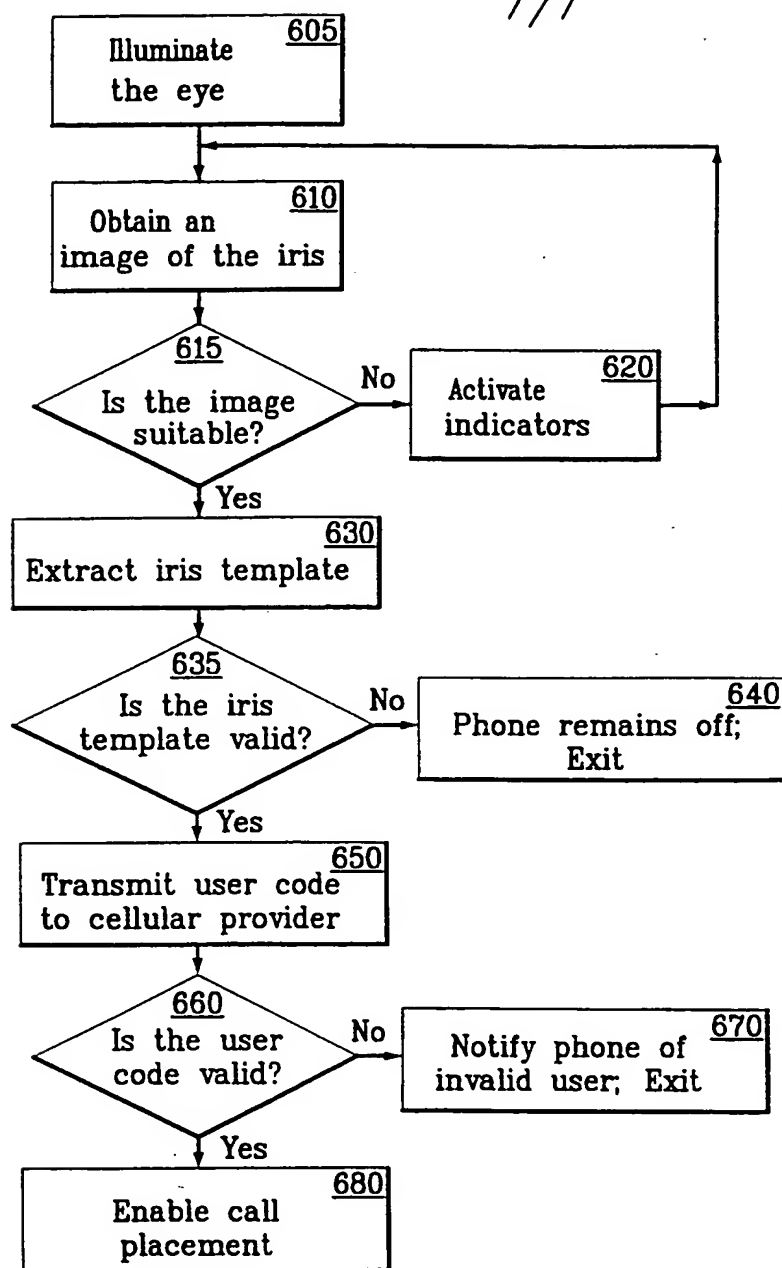 605
Illuminate
the eye
610
Obtain an
image of the iris
615
Is the image
suitable?
No
620
Activate
indicators
Yes
630
Extract iris template
635
Is the iris
template valid?
No
640
Phone remains off;
Exit
Yes
650
Transmit user code
to cellular provider
660
Is the user
code valid?
No
670
Notify phone of
invalid user; Exit
Yes
680
Enable call
placement